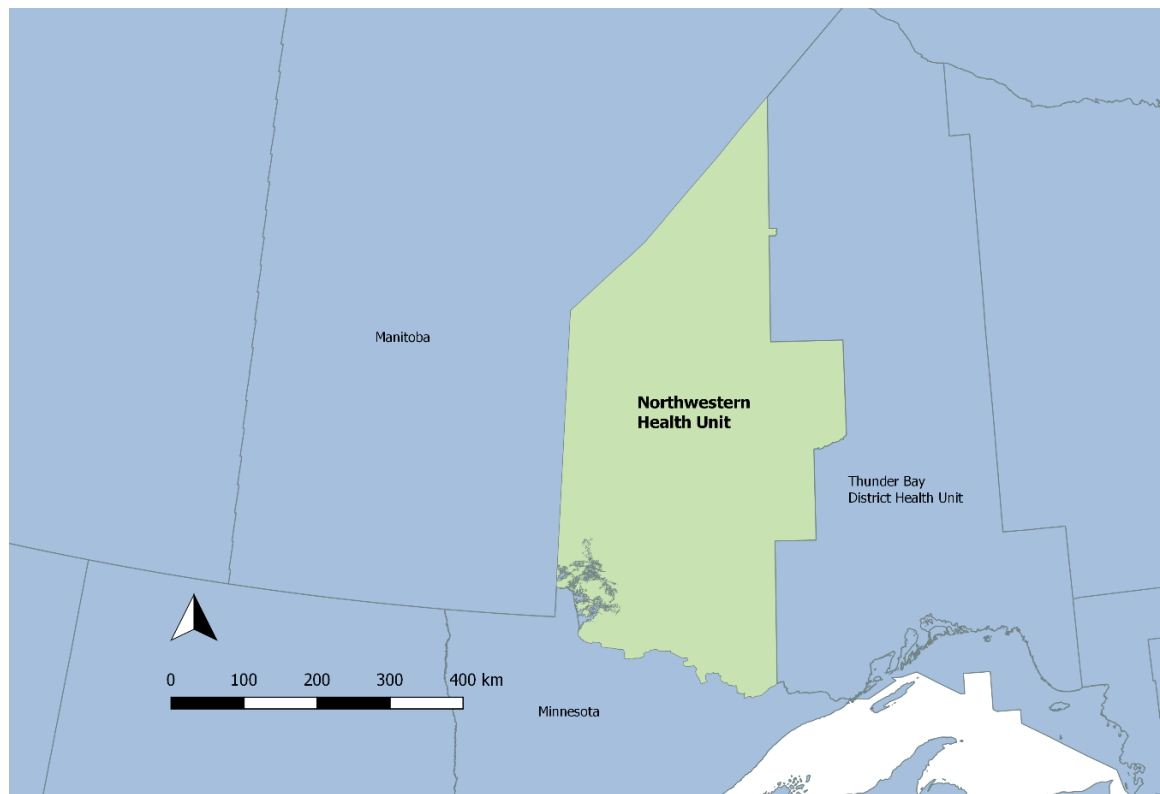 Manitoba
Northwestern
Health Unit
Thunder Bay
District Health Unit
0 100 200 300 400 km
Minnesota